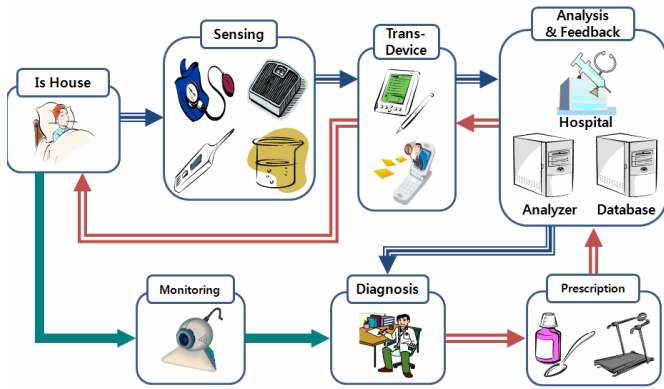 Sensing
Trans-
Device
Analysis
& Feedback
Is House
Hospital
Analyzer
Database
Monitoring
Diagnosis
Prescription